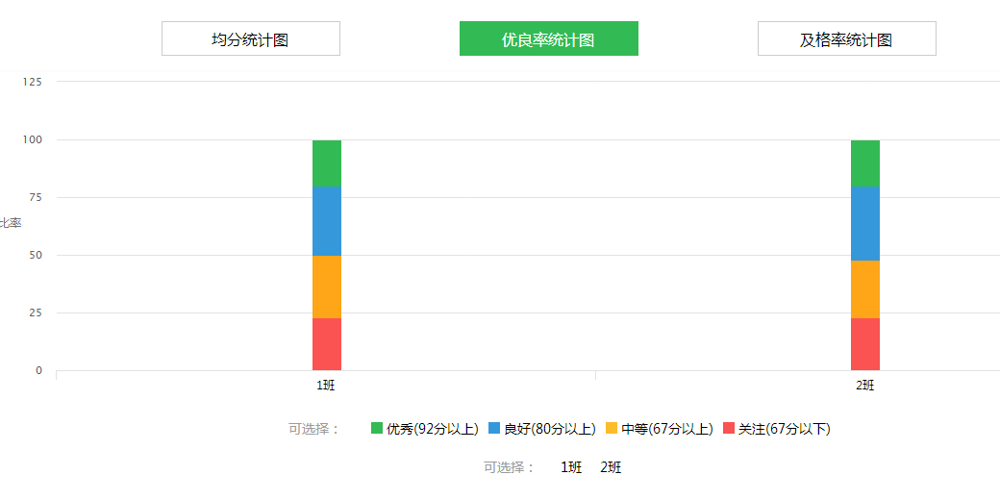 均分统计图
优良率统计图
及格率统计图
125
100
75
比率
50
25
0
1班
2班
可选择：
优秀(92分以上)
良好(80分以上)
中等(67分以上)
关注(67分以下)
可选择：
1班
2班